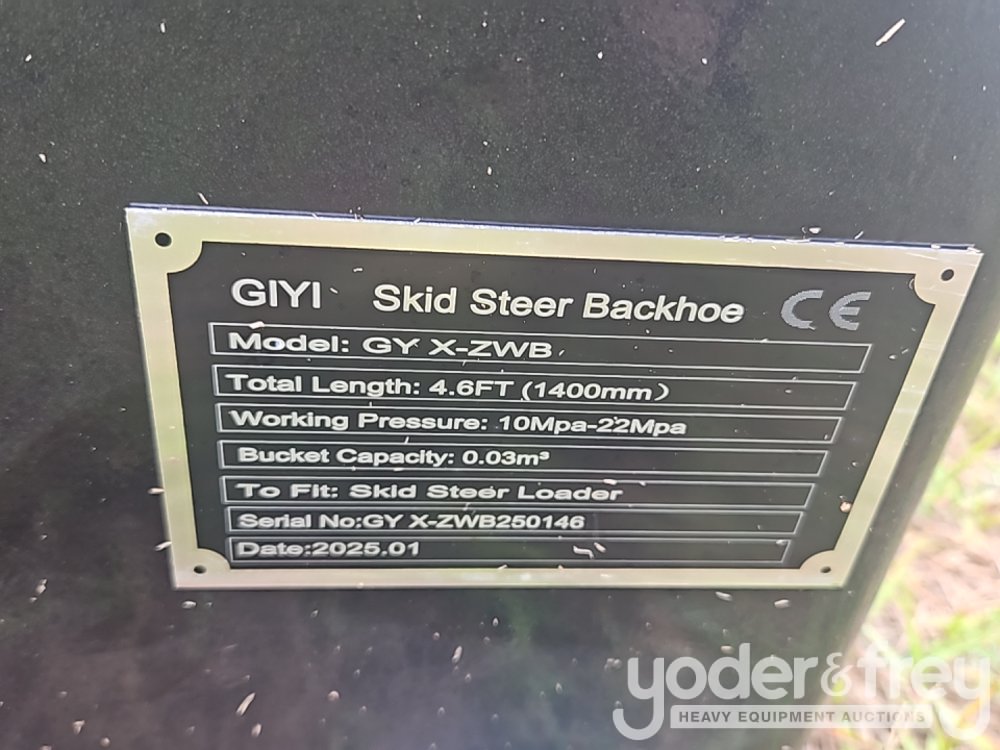 GIYI Skid Steer Backhoe CE
Model: GY X-ZWB
Total Length: 4.6FT (1400mm）
Working Pressure: 10Mpa-22Mpa
Bucket Capacity: 0.03m³
To Fit: Skid Steer Loader
Serial No:GY X-ZWB250146
Date:2025.01
yoder&frey
HEAVY EQUIPMENT AUCTIONS